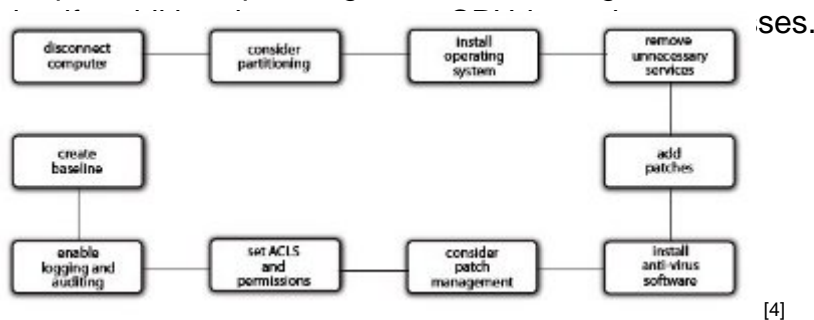 ses.
disconnect
computer
consider
partitioning
install
operating
system
remove
unnecessary
services
add
patches
install
anti-virus
software
consider
patch
management
set ACLS
and
permissions
enable
logging and
auditing
create
baseline
[4]